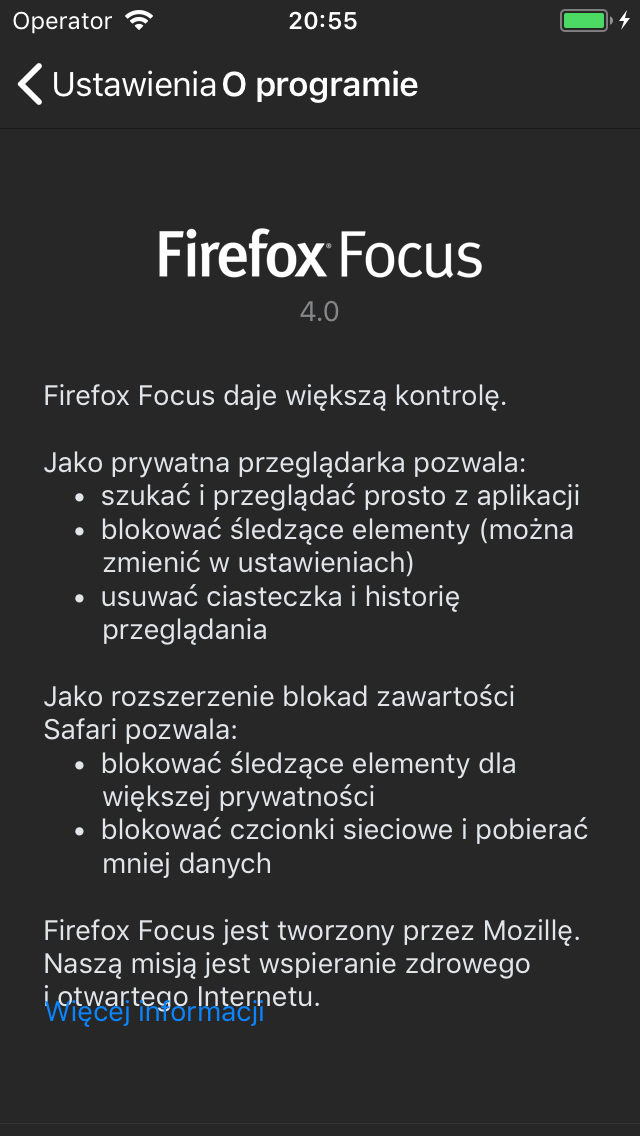 Operator 20:55
Ustawienia O programie
Firefox Focus
4.0
Firefox Focus daje większą kontrolę.
Jako prywatna przeglądarka pozwala:
• szukać i przeglądać prosto z aplikacji
• blokować śledzące elementy (można
zmienić w ustawieniach)
• usuwać ciasteczka i historię
przeglądania
Jako rozszerzenie blokad zawartości
Safari pozwala:
• blokować śledzące elementy dla
większej prywatności
• blokować czcionki sieciowe i pobierać
mniej danych
Firefox Focus jest tworzony przez Mozillę.
Naszą misją jest wspieranie zdrowego
i otwartego Internetu.
Więcej informacji